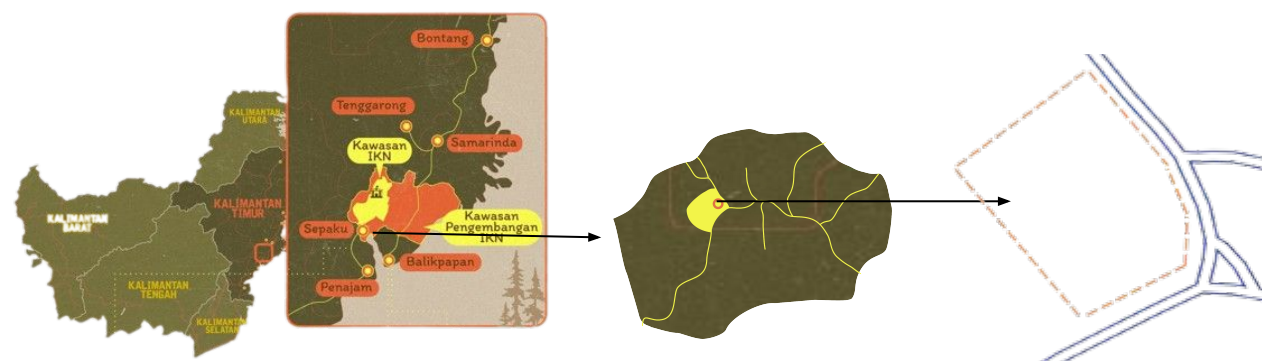 KALIMANTAN
UTARA
KALIMANTAN
BARAT
KALIMANTAN
TIMUR
KALIMANTAN
TENGAH
KALIMANTAN
SELATAN
Bontang
Tenggarong
Samarinda
Kawasan
IKN
Sepaku
Kawasan
Pengembangan
IKN
Balikpapan
Penajam